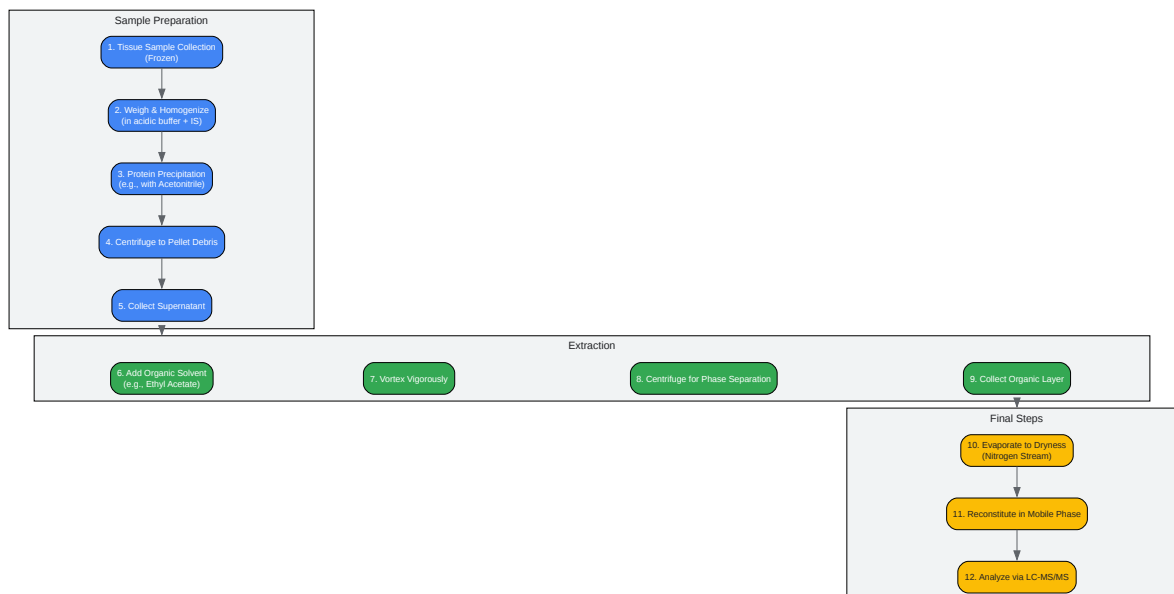 Sample Preparation
1. Tissue Sample Collection
(Frozen)
2. Weigh & Homogenize
(in acidic buffer + IS)
3. Protein Precipitation
(e.g., with Acetonitrile)
4. Centrifuge to Pellet Debris
5. Collect Supernatant
Extraction
6. Add Organic Solvent
(e.g., Ethyl Acetate)
7. Vortex Vigorously
8. Centrifuge for Phase Separation
9. Collect Organic Layer
Final Steps
10. Evaporate to Dryness
(Nitrogen Stream)
11. Reconstitute in Mobile Phase
12. Analyze via LC-MS/MS